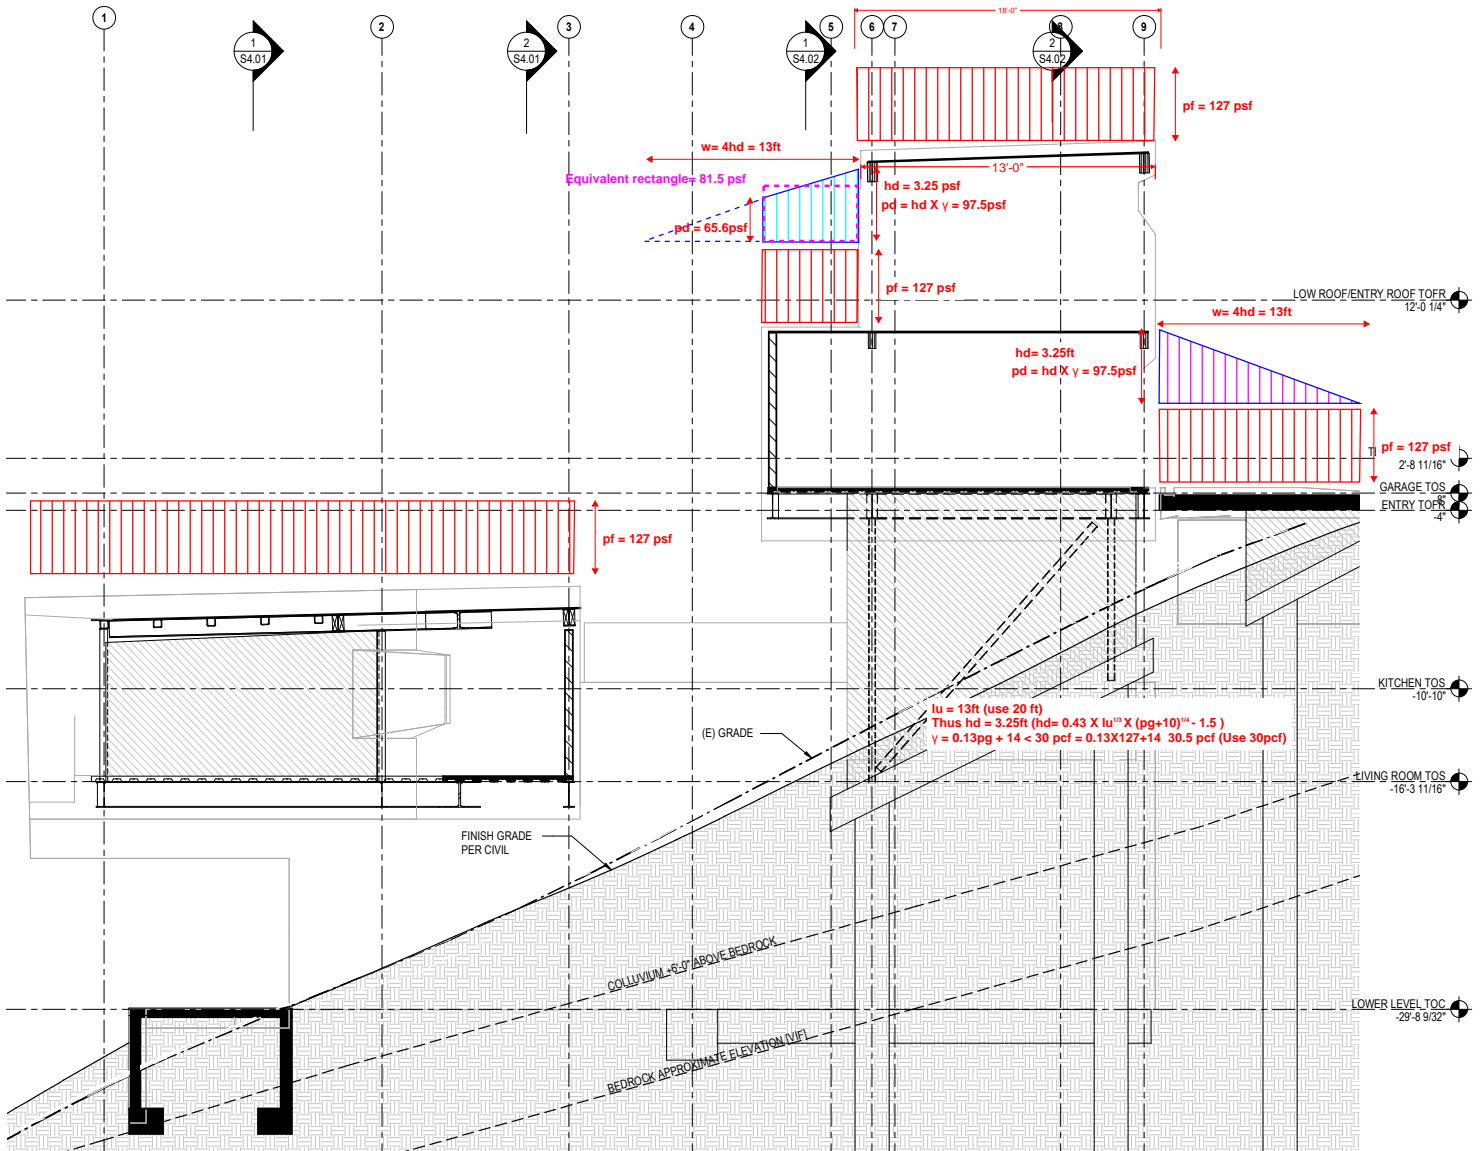 18'-0"
1
2
3
4
5
6
7
8
9
1
S4.01
2
S4.01
1
S4.02
2
S4.02
pf = 127 psf
w= 4hd = 13ft
13'-0"
Equivalent rectangle= 81.5 psf
hd = 3.25 psf
pd = hd X γ = 97.5psf
pd = 65.6psf
pf = 127 psf
LOW ROOF/ENTRY ROOF TOFR
12'-0 1/4"
w= 4hd = 13ft
hd= 3.25ft
pd = hd X γ = 97.5psf
pf = 127 psf
2'-8 11/16"
GARAGE TOS
ENTRY TOFR
-4"
pf = 127 psf
KITCHEN TOS
-10'-10"
lu = 13ft (use 20 ft)
Thus hd = 3.25ft (hd= 0.43 X lu¹ᐟ³ X (pg+10)¹ᐟ⁴ - 1.5 )
γ = 0.13pg + 14 < 30 pcf = 0.13X127+14 30.5 pcf (Use 30pcf)
(E) GRADE
LIVING ROOM TOS
-16'-3 11/16"
FINISH GRADE
PER CIVIL
COLLUVIUM +6'-0" ABOVE BEDROCK
LOWER LEVEL TOC
-29'-8 9/32"
BEDROCK APPROXIMATE ELEVATION [VIF]